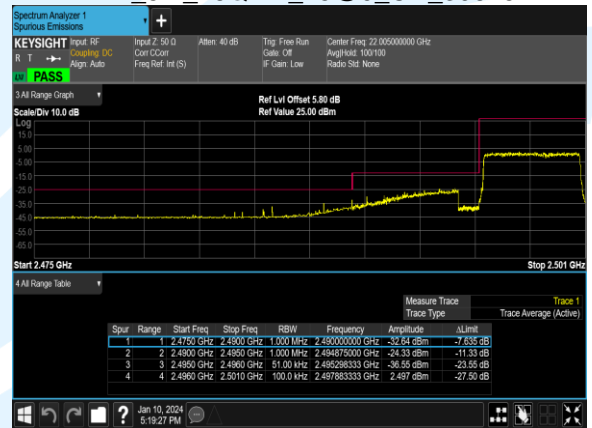 Spectrum Analyzer 1
Spurious Emissions
KEYSIGHT Input: RF Input Z: 50 Ω Atten: 40 dB Trig: Free Run Center Freq: 22.005000000 GHz
R T Coupling: DC Corr CCorr Gate: Off Avg|Hold: 100/100
Align: Auto Freq Ref: Int (S) IF Gain: Low Radio Std: None
LV PASS
3 All Range Graph
Ref Lvl Offset 5.80 dB
Scale/Div 10.0 dB Ref Value 25.00 dBm
Log
15.0
5.00
-5.00
-15.0
-25.0
-35.0
-45.0
-55.0
-65.0
Start 2.475 GHz Stop 2.501 GHz
4 All Range Table
Measure Trace Trace 1
Trace Type Trace Average (Active)
Spur Range Start Freq Stop Freq RBW Frequency Amplitude ΔLimit
1 1 2.4750 GHz 2.4900 GHz 1.000 MHz 2.490000000 GHz -32.64 dBm -7.635 dB
2 2 2.4900 GHz 2.4950 GHz 1.000 MHz 2.494875000 GHz -24.33 dBm -11.33 dB
3 3 2.4950 GHz 2.4960 GHz 51.00 kHz 2.495298333 GHz -36.55 dBm -23.55 dB
4 4 2.4960 GHz 2.5010 GHz 100.0 kHz 2.497883333 GHz 2.497 dBm -27.50 dB
Jan 10, 2024
5:19:27 PM